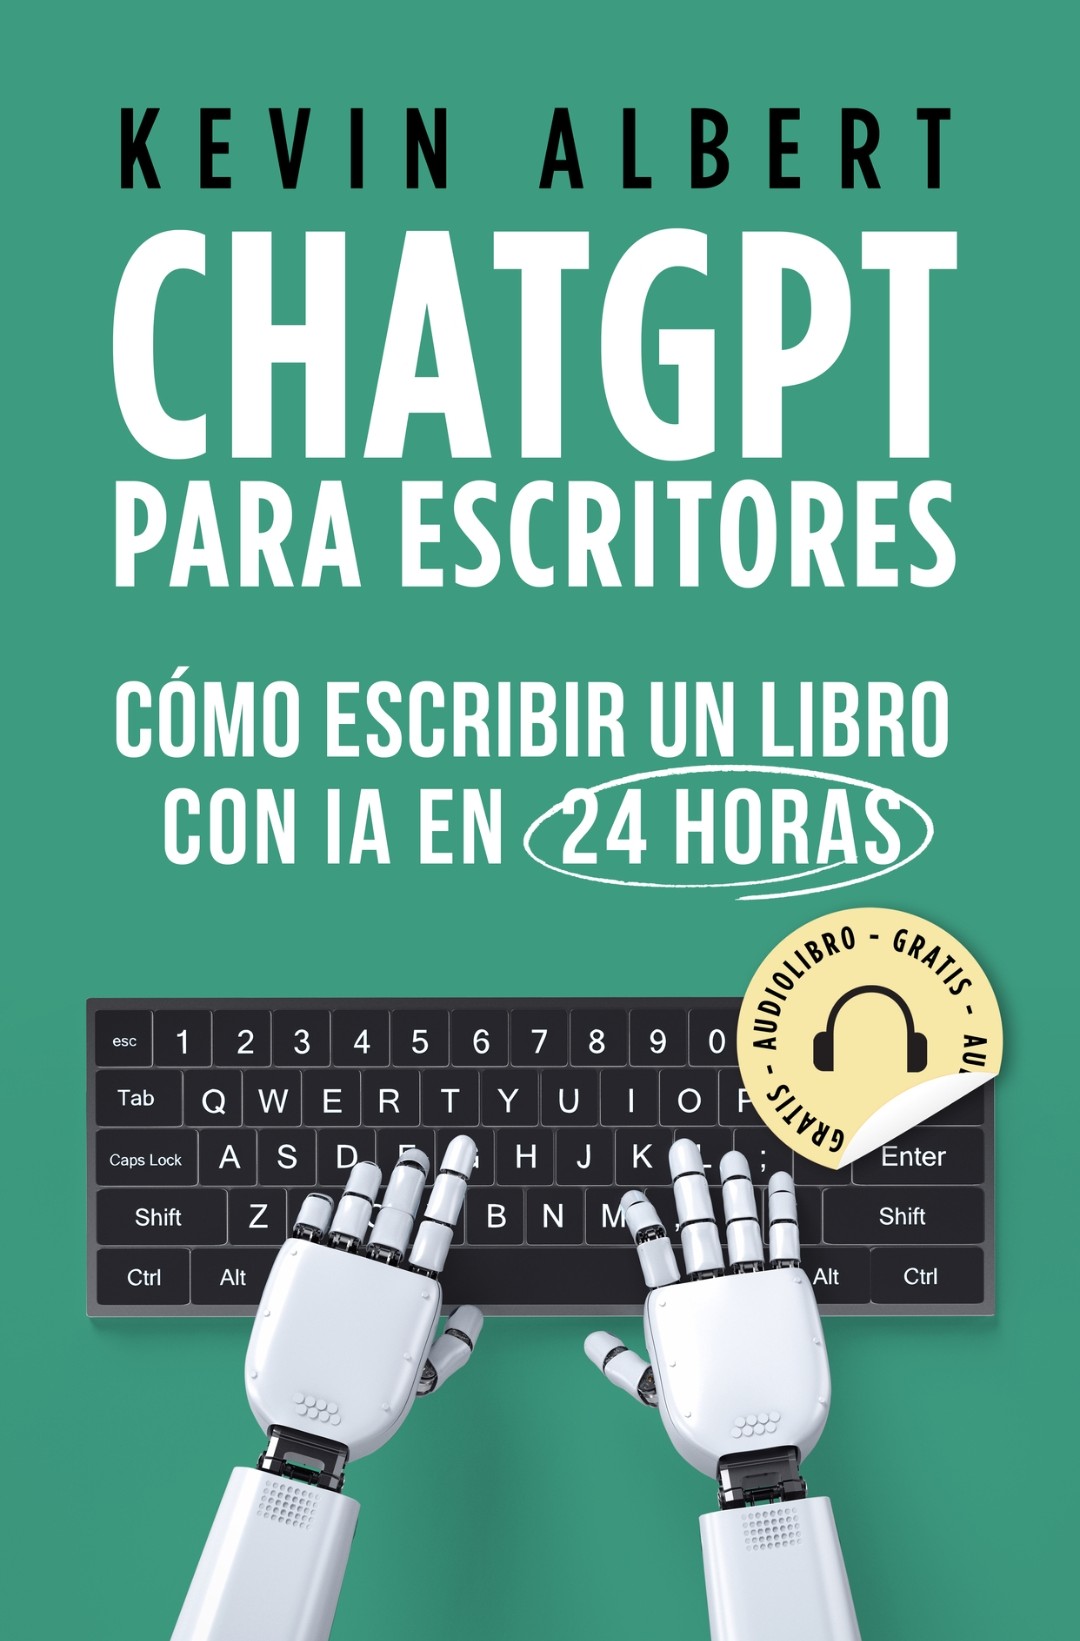 KEVIN ALBERT
CHATGPT
PARA ESCRITORES
CÓMO ESCRIBIR UN LIBRO
CON IA EN 24 HORAS
GRATIS - AUDIOLIBRO - GRATIS - AU
esc 1 2 3 4 5 6 7 8 9 0
Tab Q W E R T Y U I O P
Caps Lock A S D F G H J K L ; Enter
Shift Z C B N M , Shift
Ctrl Alt Alt Ctrl